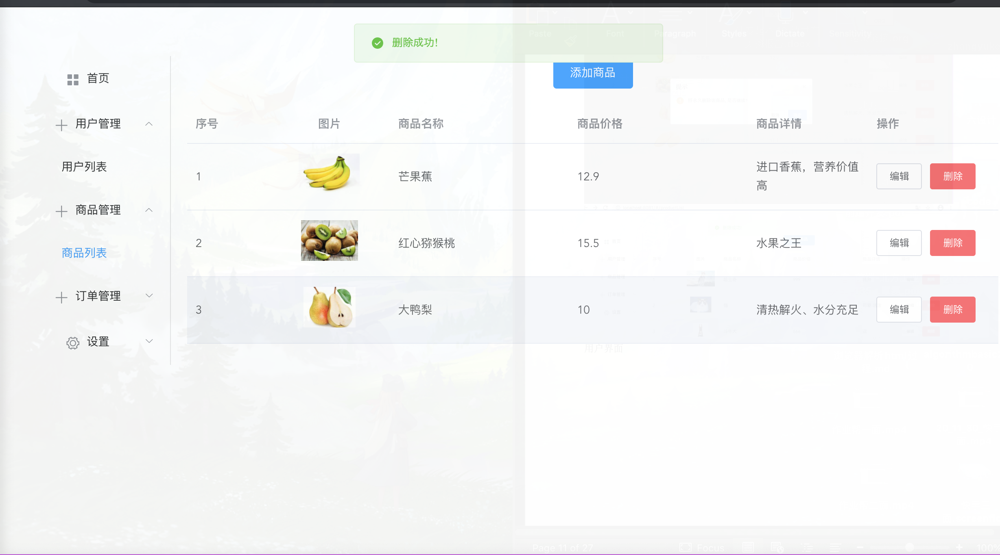 Paste
Font
Paragraph
Styles
Dictate
Sensitivity
删除成功!
添加商品
首页
用户管理
用户列表
商品管理
商品列表
订单管理
设置
序号 图片 商品名称 商品价格 商品详情 操作
1 芒果蕉 12.9 进口香蕉，营养价值
高
编辑 删除
2 红心猕猴桃 15.5 水果之王 编辑 删除
3 大鸭梨 10 清热解火、水分充足 编辑 删除
用户界面
Page 11 of 27
Focus
100%